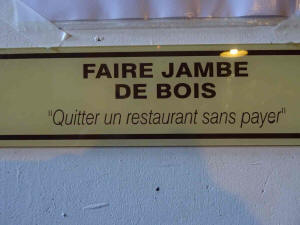 FAIRE JAMBE
DE BOIS
"Quitter un restaurant sans payer"